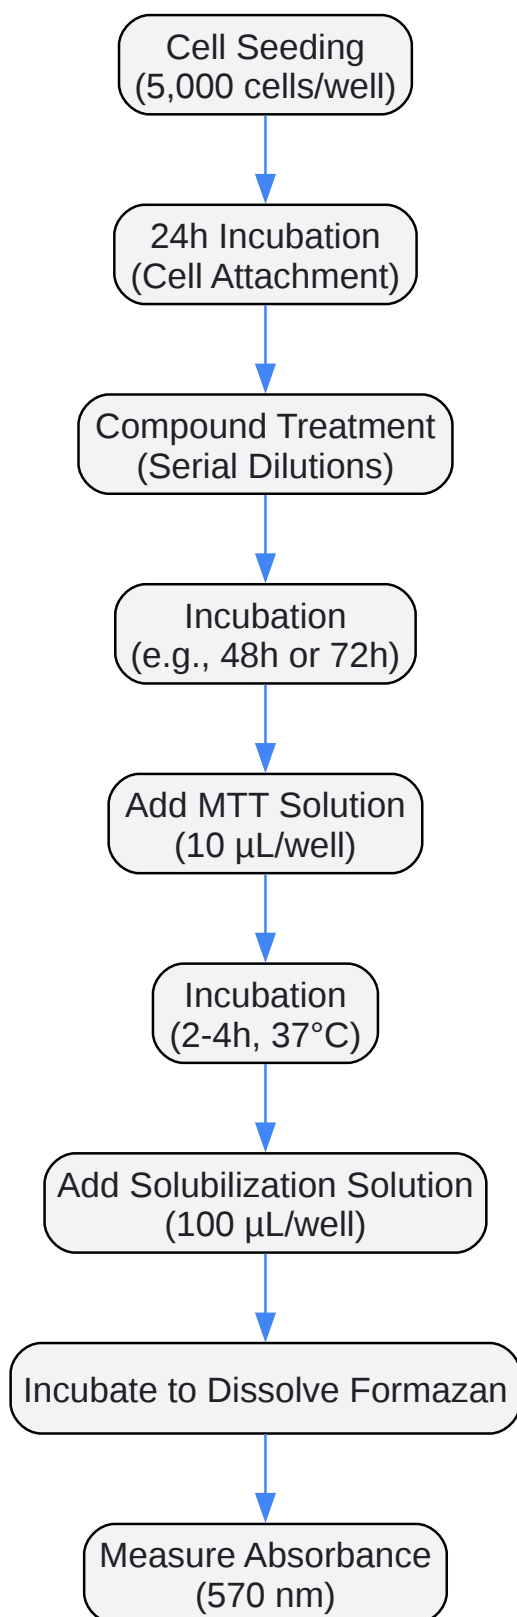 Cell Seeding
(5,000 cells/well)
24h Incubation
(Cell Attachment)
Compound Treatment
(Serial Dilutions)
Incubation
(e.g., 48h or 72h)
Add MTT Solution
(10 µL/well)
Incubation
(2-4h, 37°C)
Add Solubilization Solution
(100 µL/well)
Incubate to Dissolve Formazan
Measure Absorbance
(570 nm)